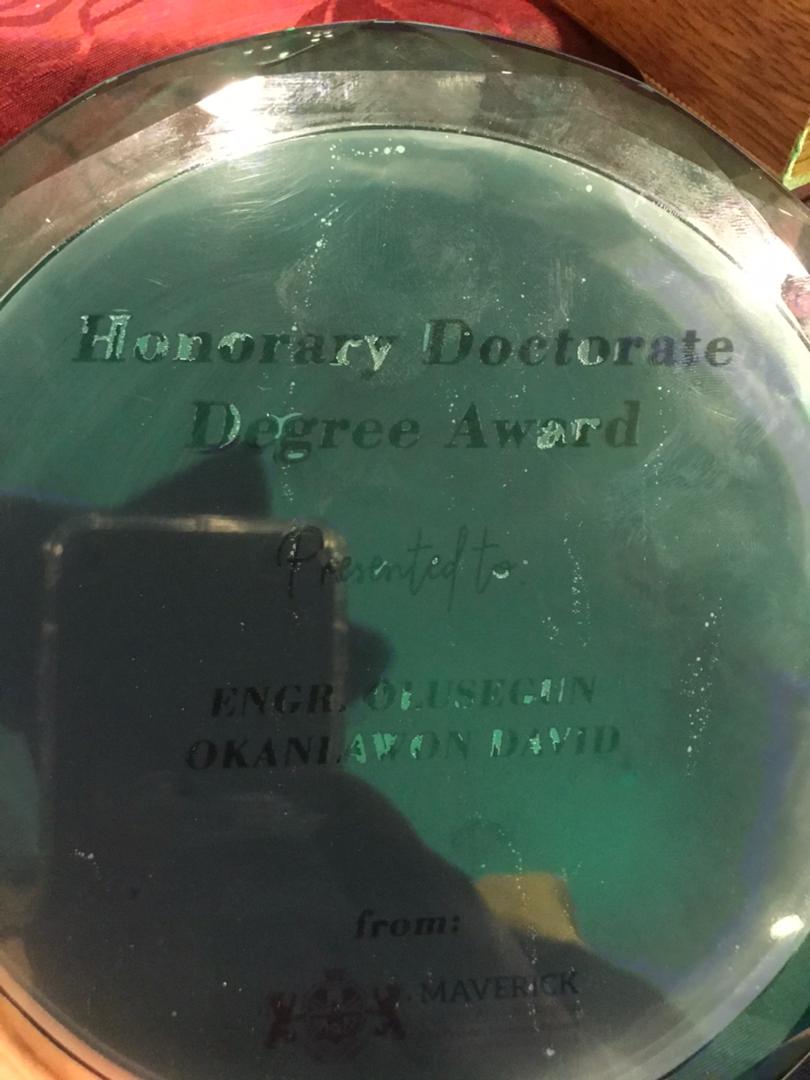 Honorary Doctorate
Degree Award
Presented to:
ENGR. OLUSEGUN
OKANLAWON DAVID
from:
MAVERICK